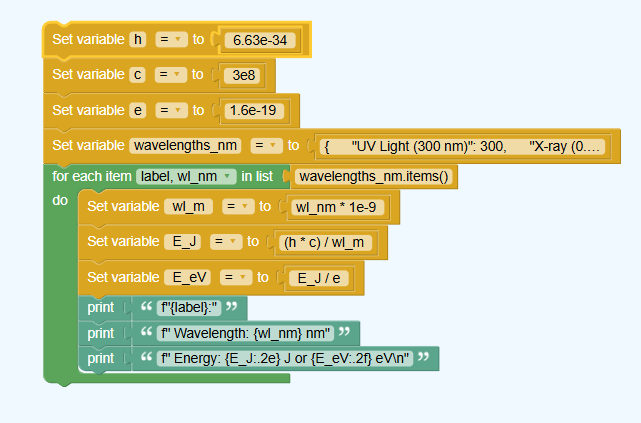 Set variable h = to 6.63e-34
Set variable c = to 3e8
Set variable e = to 1.6e-19
Set variable wavelengths_nm = to { "UV Light (300 nm)": 300, "X-ray (0....
for each item label, wl_nm in list wavelengths_nm.items()
do Set variable wl_m = to wl_nm * 1e-9
Set variable E_J = to (h * c) / wl_m
Set variable E_eV = to E_J / e
print “ f"{label}:" ”
print “ f" Wavelength: {wl_nm} nm" ”
print “ f" Energy: {E_J:.2e} J or {E_eV:.2f} eV\n" ”